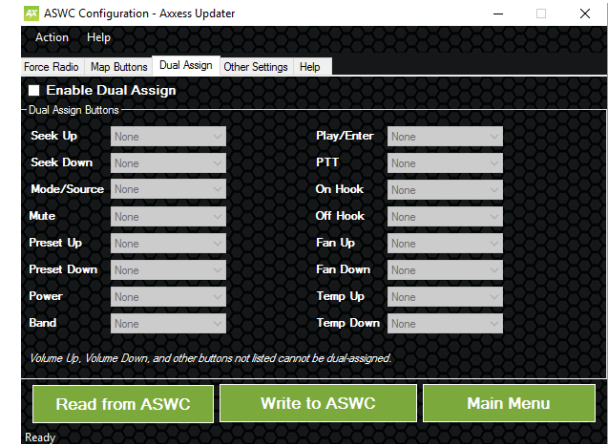 AX ASWC Configuration - Axxess Updater
Action Help
Force Radio Map Buttons Dual Assign Other Settings Help
Enable Dual Assign
Dual Assign Buttons
Seek Up None Play/Enter None
Seek Down None PTT None
Mode/Source None On Hook None
Mute None Off Hook None
Preset Up None Fan Up None
Preset Down None Fan Down None
Power None Temp Up None
Band None Temp Down None
Volume Up, Volume Down, and other buttons not listed cannot be dual-assigned.
Read from ASWC Write to ASWC Main Menu
Ready